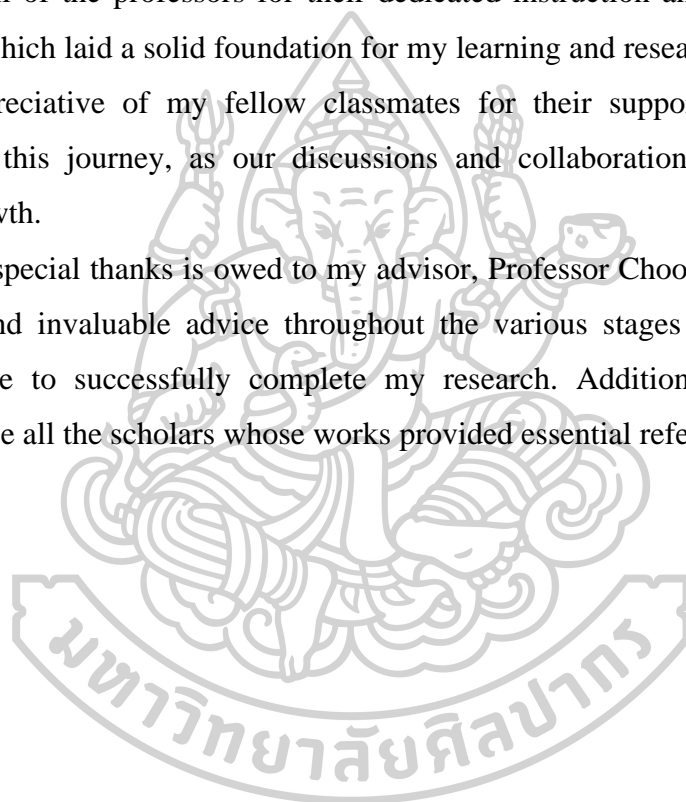 of the professors for their dedicated instruction
hich laid a solid foundation for my learning and resea
reciative of my fellow classmates for their suppo
this journey, as our discussions and collaboration
wth.
special thanks is owed to my advisor, Professor Choo
nd invaluable advice throughout the various stages
e to successfully complete my research. Addition
e all the scholars whose works provided essential refe
มหาวิทยาลัยศิลปากร